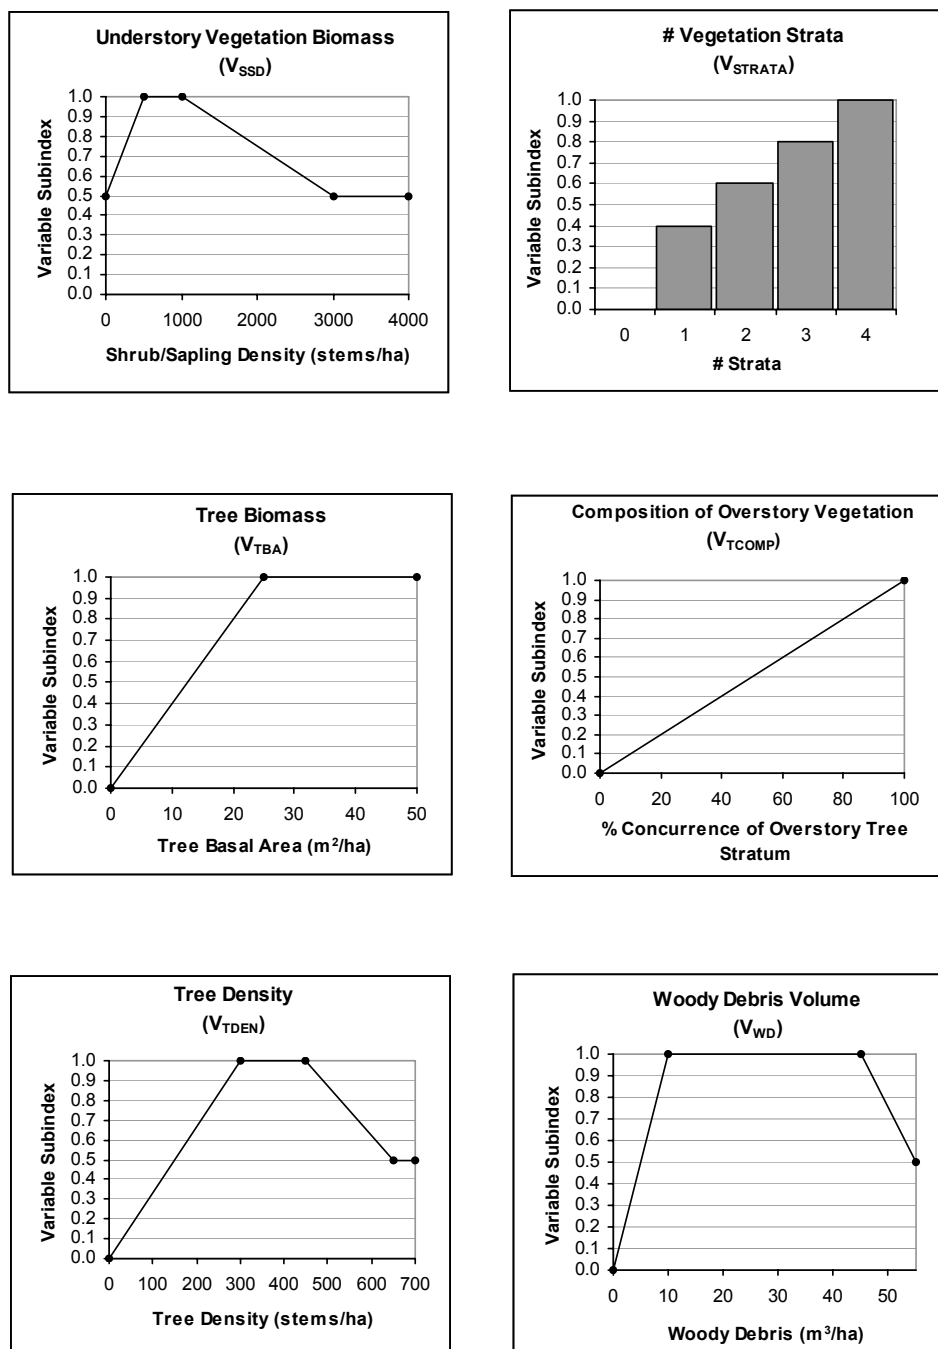 Understory Vegetation Biomass
(V_SSD)
Variable Subindex
1.0
0.9
0.8
0.7
0.6
0.5
0.4
0.3
0.2
0.1
0.0
0 1000 3000 4000
Shrub/Sapling Density (stems/ha)
# Vegetation Strata
(V_STRATA)
Variable Subindex
1.0
0.9
0.8
0.7
0.6
0.5
0.4
0.3
0.2
0.1
0.0
0 1 2 3 4
# Strata
Tree Biomass
(V_TBA)
Variable Subindex
1.0
0.9
0.8
0.7
0.6
0.5
0.4
0.3
0.2
0.1
0.0
0 10 20 30 40 50
Tree Basal Area (m²/ha)
Composition of Overstory Vegetation
(V_TCOMP)
Variable Subindex
1.0
0.9
0.8
0.7
0.6
0.5
0.4
0.3
0.2
0.1
0.0
0 20 40 60 80 100
% Concurrence of Overstory Tree
Stratum
Tree Density
(V_TDEN)
Variable Subindex
1.0
0.9
0.8
0.7
0.6
0.5
0.4
0.3
0.2
0.1
0.0
0 100 200 300 400 500 600 700
Tree Density (stems/ha)
Woody Debris Volume
(V_WD)
Variable Subindex
1.0
0.9
0.8
0.7
0.6
0.5
0.4
0.3
0.2
0.1
0.0
0 10 20 30 40 50
Woody Debris (m³/ha)